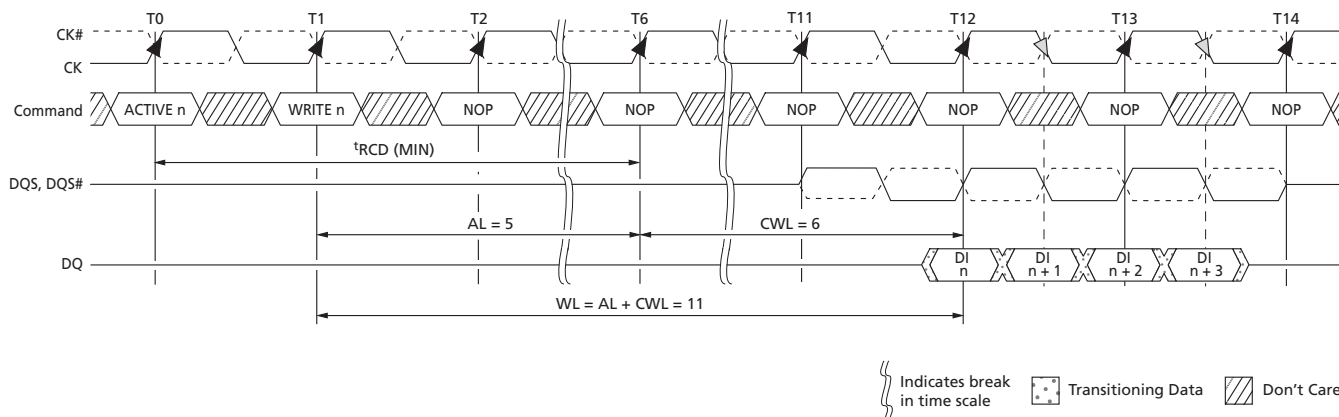 T0 T1 T2 T6 T11 T12 T13 T14
CK#
CK
Command ACTIVE n WRITE n NOP NOP NOP NOP NOP NOP
tRCD (MIN)
DQS, DQS#
AL = 5 CWL = 6
DQ DI n DI n + 1 DI n + 2 DI n + 3
WL = AL + CWL = 11
Indicates break in time scale Transitioning Data Don't Care